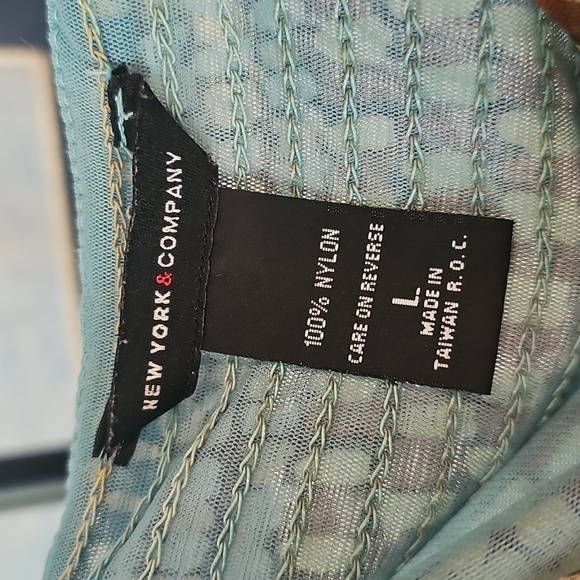 NEW YORK & COMPANY
100% NYLON
CARE ON REVERSE
L
MADE IN
TAIWAN R.O.C.